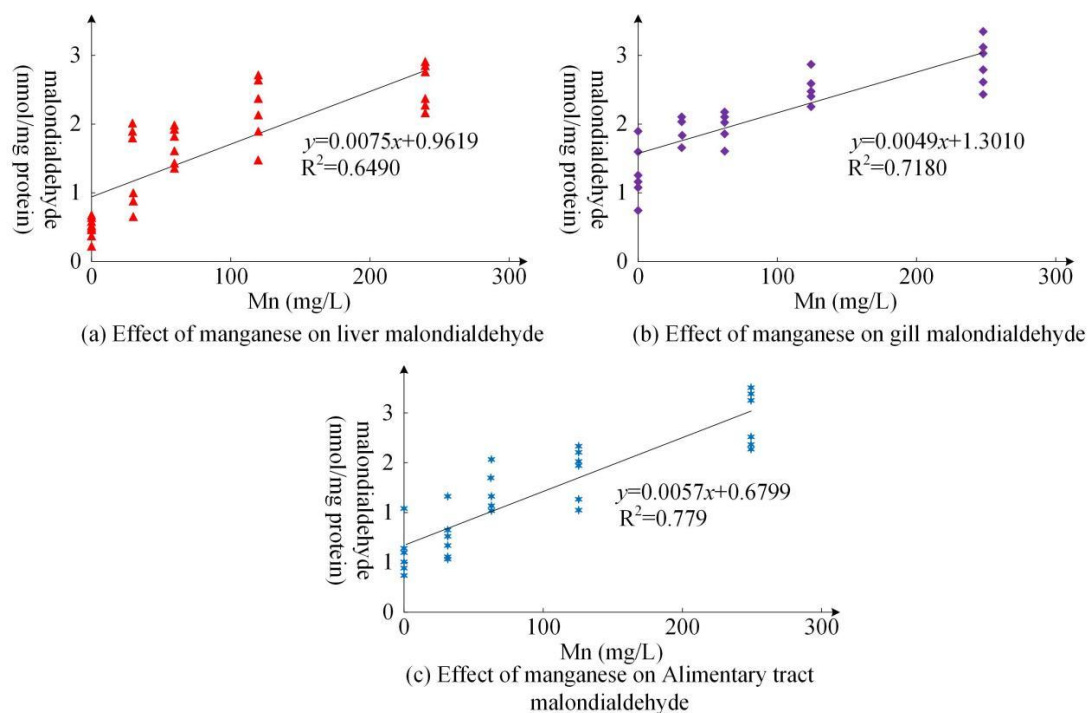 malondialdehyde
(nmol/mg protein)
3
2
1
0
y=0.0075x+0.9619
R²=0.6490
0
100
200
300
Mn (mg/L)
(a) Effect of manganese on liver malondialdehyde
malondialdehyde
(nmol/mg protein)
3
2
1
0
y=0.0049x+1.3010
R²=0.7180
0
100
200
300
Mn (mg/L)
(b) Effect of manganese on gill malondialdehyde
malondialdehyde
(nmol/mg protein)
3
2
1
1
0
y=0.0057x+0.6799
R²=0.779
0
100
200
300
Mn (mg/L)
(c) Effect of manganese on Alimentary tract
malondialdehyde